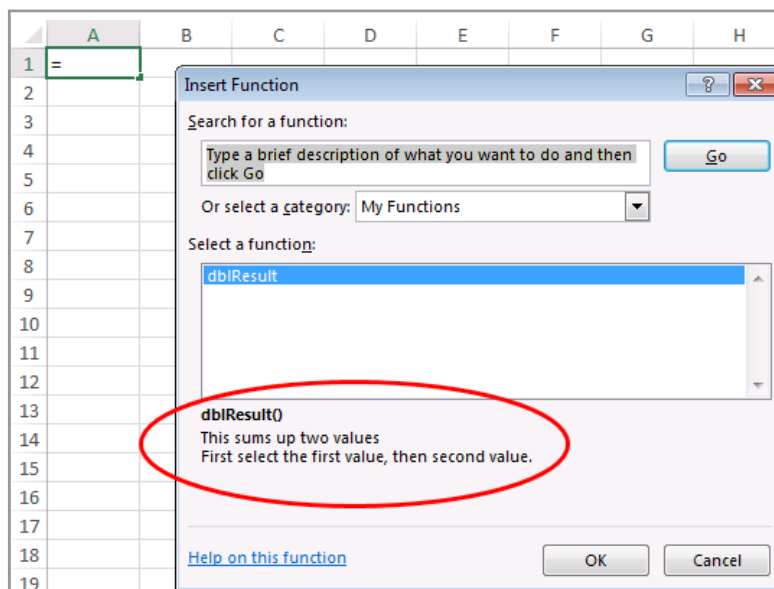 A B C D E F G H
1 =
2
3
4
5
6
7
8
9
10
11
12
13
14
15
16
17
18
19
Insert Function
?
Search for a function:
Type a brief description of what you want to do and then
click Go
Go
Or select a category: My Functions
Select a function:
dblResult
dblResult()
This sums up two values
First select the first value, then second value.
Help on this function
OK
Cancel